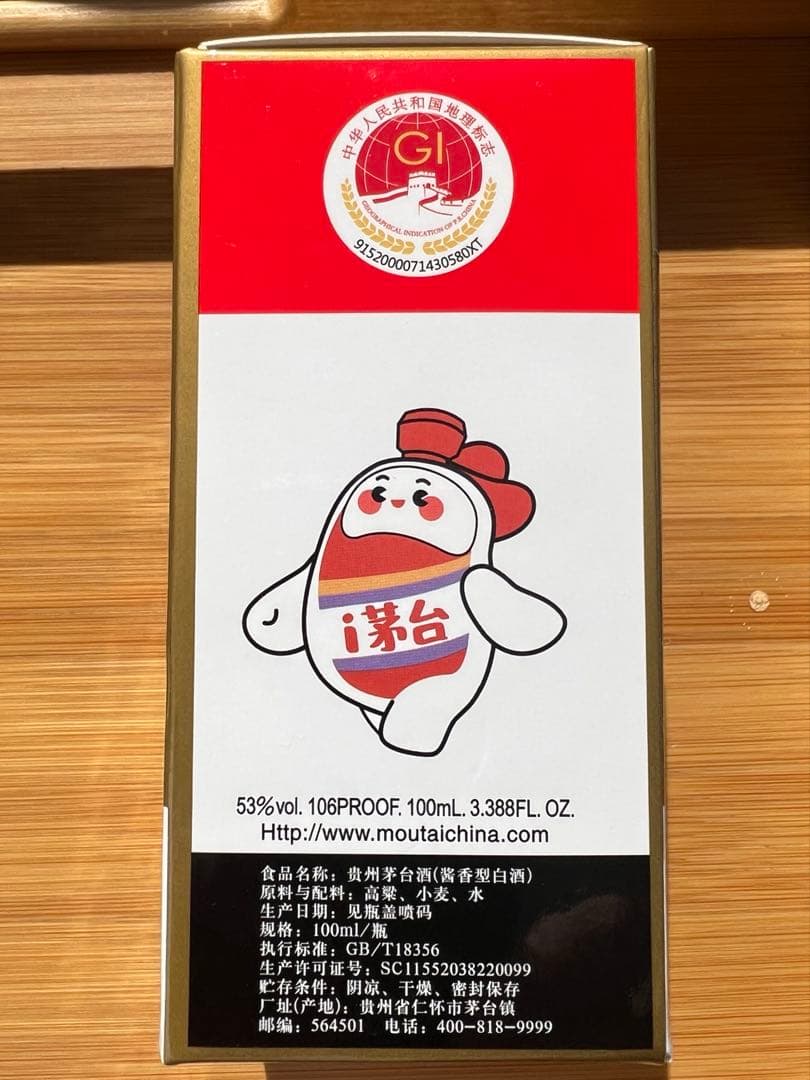 中华人民共和国地理标志
GI
GEOGRAPHICAL INDICATION OF P.R.CHINA
9152000071430580XT
i茅台
53%vol. 106PROOF. 100mL. 3.388FL. OZ.
Http://www.moutaichina.com
食品名称：贵州茅台酒(酱香型白酒)
原料与配料：高粱、小麦、水
生产日期：见瓶盖喷码
规格：100ml/瓶
执行标准：GB/T18356
生产许可证号：SC11552038220099
贮存条件：阴凉、干燥、密封保存
厂址(产地)：贵州省仁怀市茅台镇
邮编：564501 电话：400-818-9999